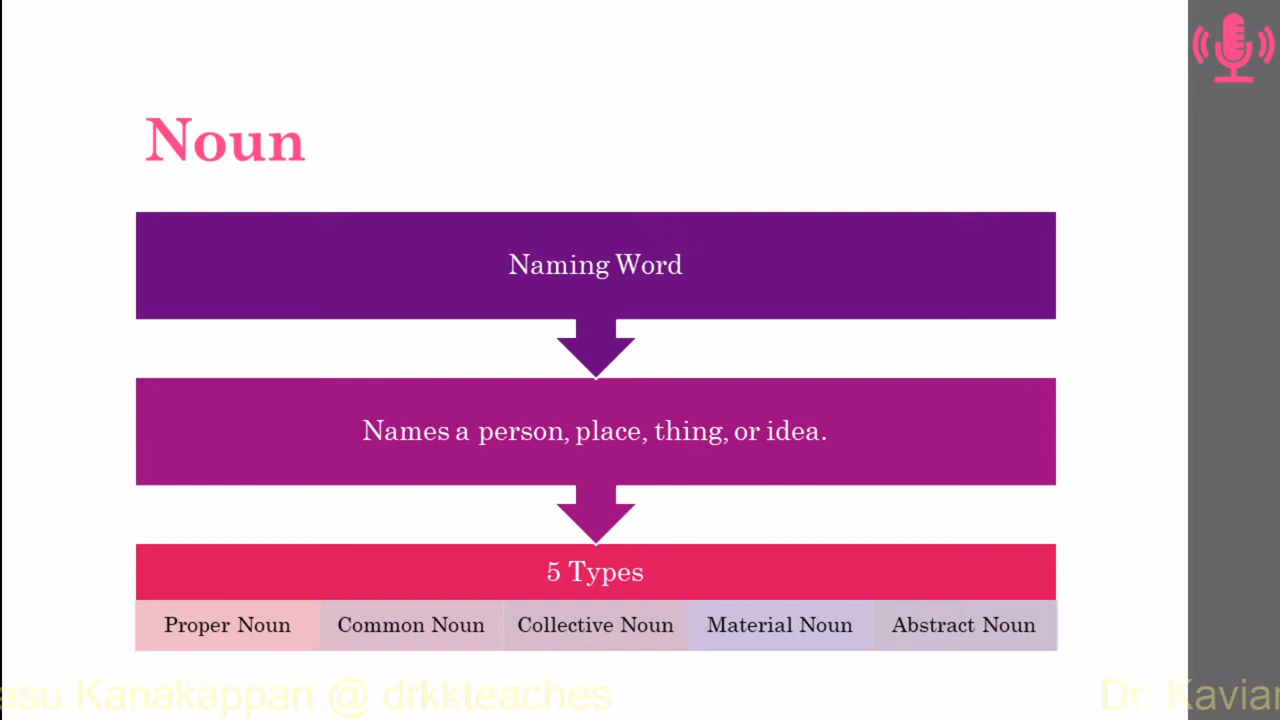 Noun
Naming Word
Names a person, place, thing, or idea.
5 Types
Proper Noun Common Noun Collective Noun Material Noun Abstract Noun
asu Kanakappan @ drkkteaches Dr. Kavian